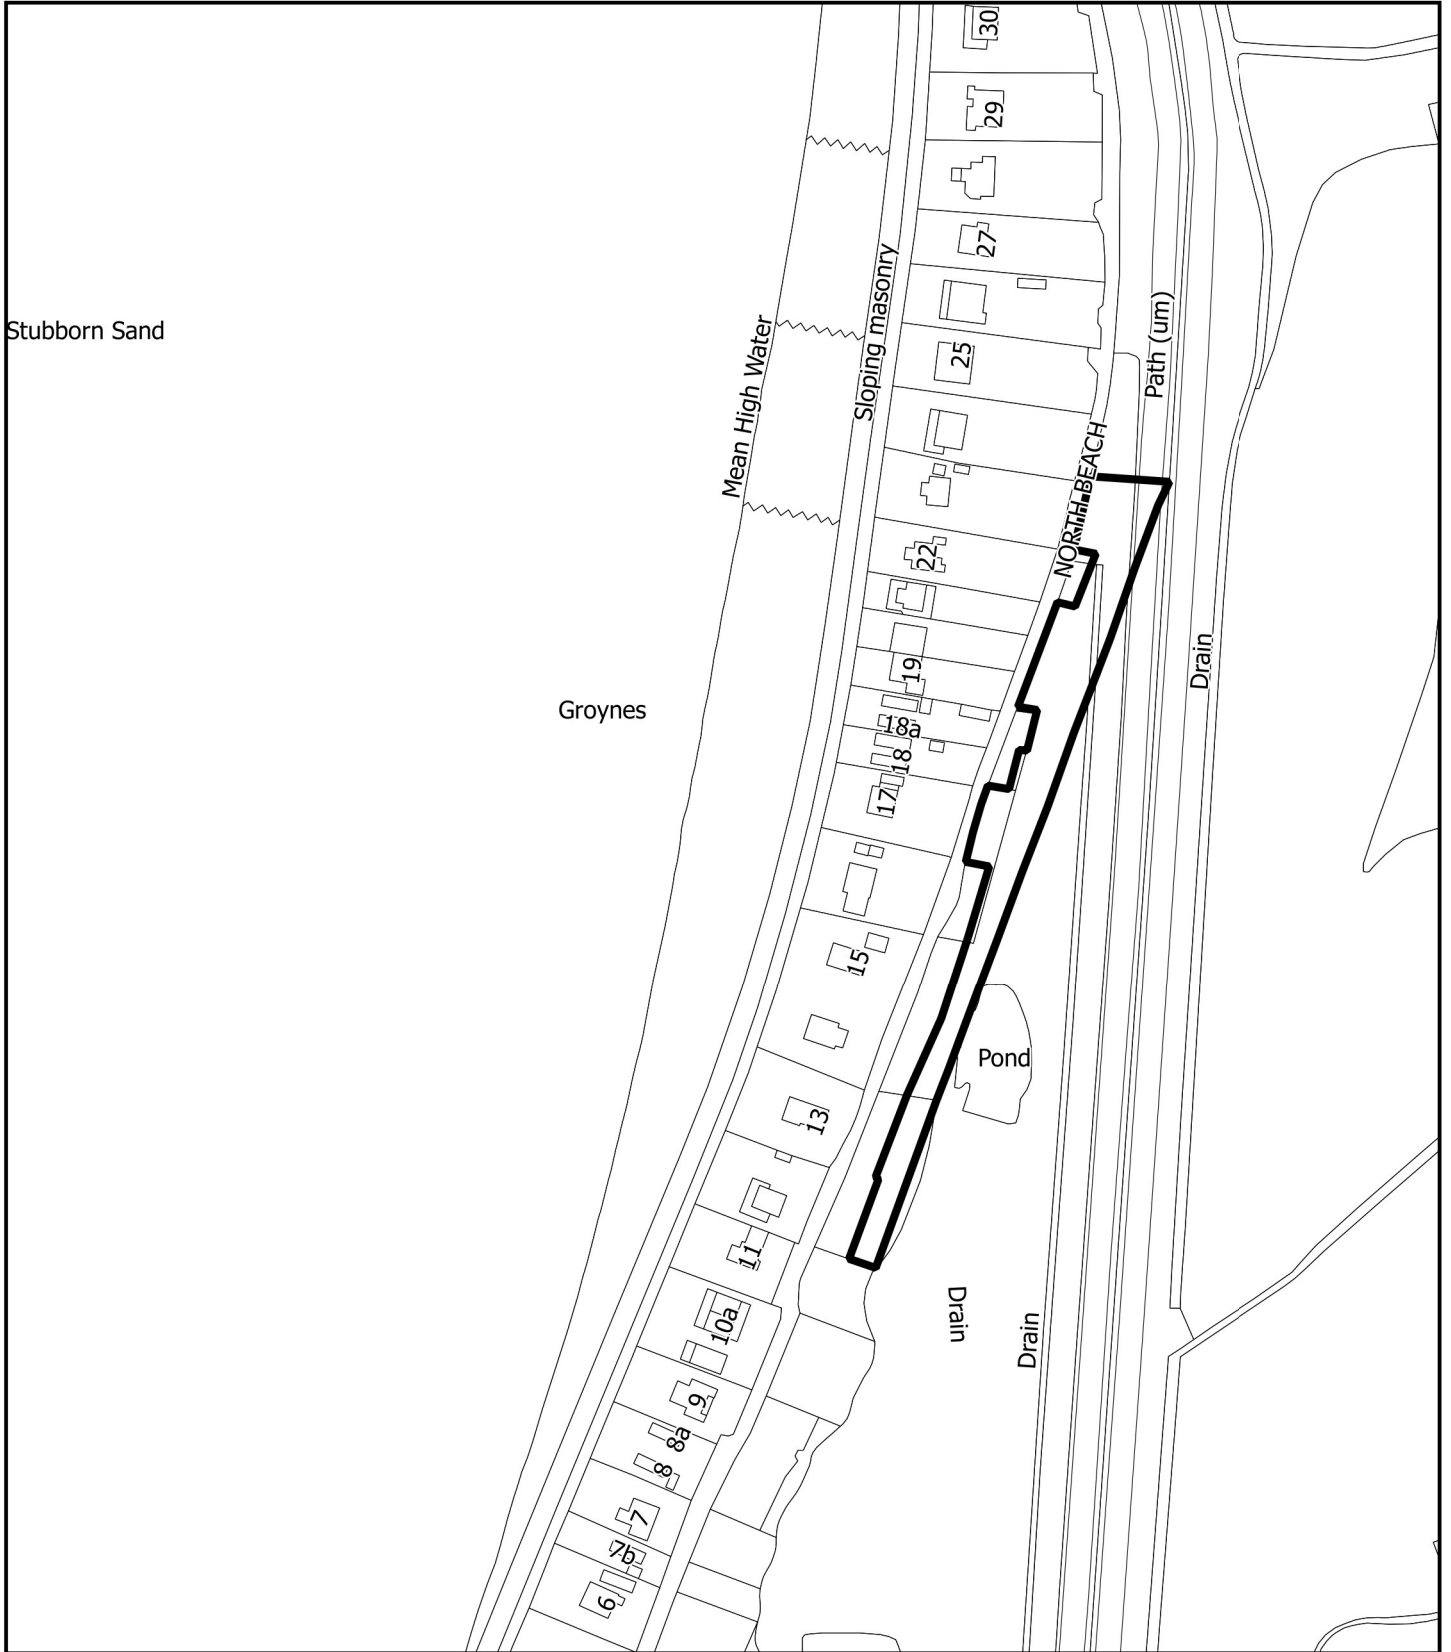 30
29
27
Sloping masonry
Path (um)
Mean High Water
Stubborn Sand
25
NORTH BEACH
22
Drain
19
Groynes
18a
18
17
15
Pond
13
11
Drain
Drain
10a
9
8a
8
7
7b
6